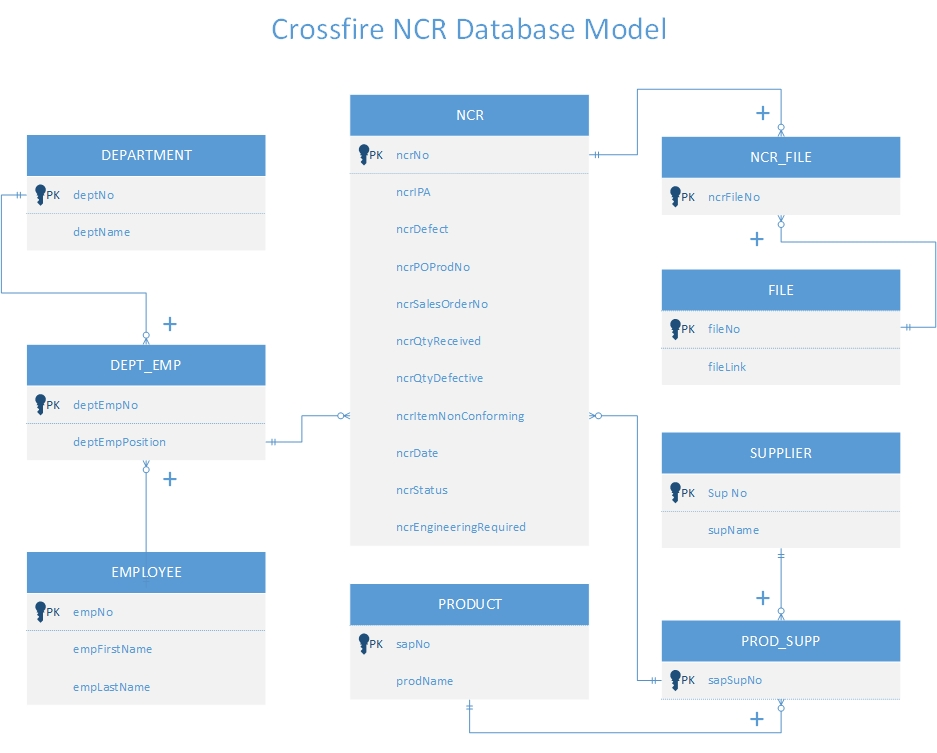 Crossfire NCR Database Model
DEPARTMENT
PK deptNo
deptName
DEPT_EMP
PK deptEmpNo
deptEmpPosition
EMPLOYEE
PK empNo
empFirstName
empLastName
NCR
PK ncrNo
ncrIPA
ncrDefect
ncrPOProdNo
ncrSalesOrderNo
ncrQtyReceived
ncrQtyDefective
ncrItemNonConforming
ncrDate
ncrStatus
ncrEngineeringRequired
PRODUCT
PK sapNo
prodName
NCR_FILE
PK ncrFileNo
FILE
PK fileNo
fileLink
SUPPLIER
PK Sup No
supName
PROD_SUPP
PK sapSupNo